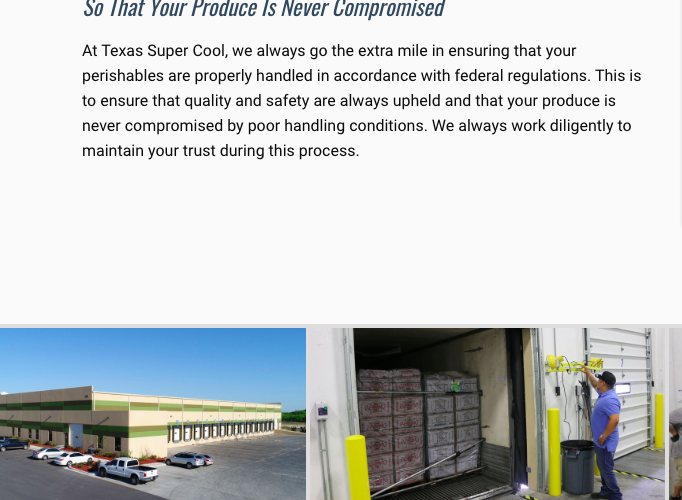 So That Your Produce Is Never Compromised
At Texas Super Cool, we always go the extra mile in ensuring that your
perishables are properly handled in accordance with federal regulations. This is
to ensure that quality and safety are always upheld and that your produce is
never compromised by poor handling conditions. We always work diligently to
maintain your trust during this process.